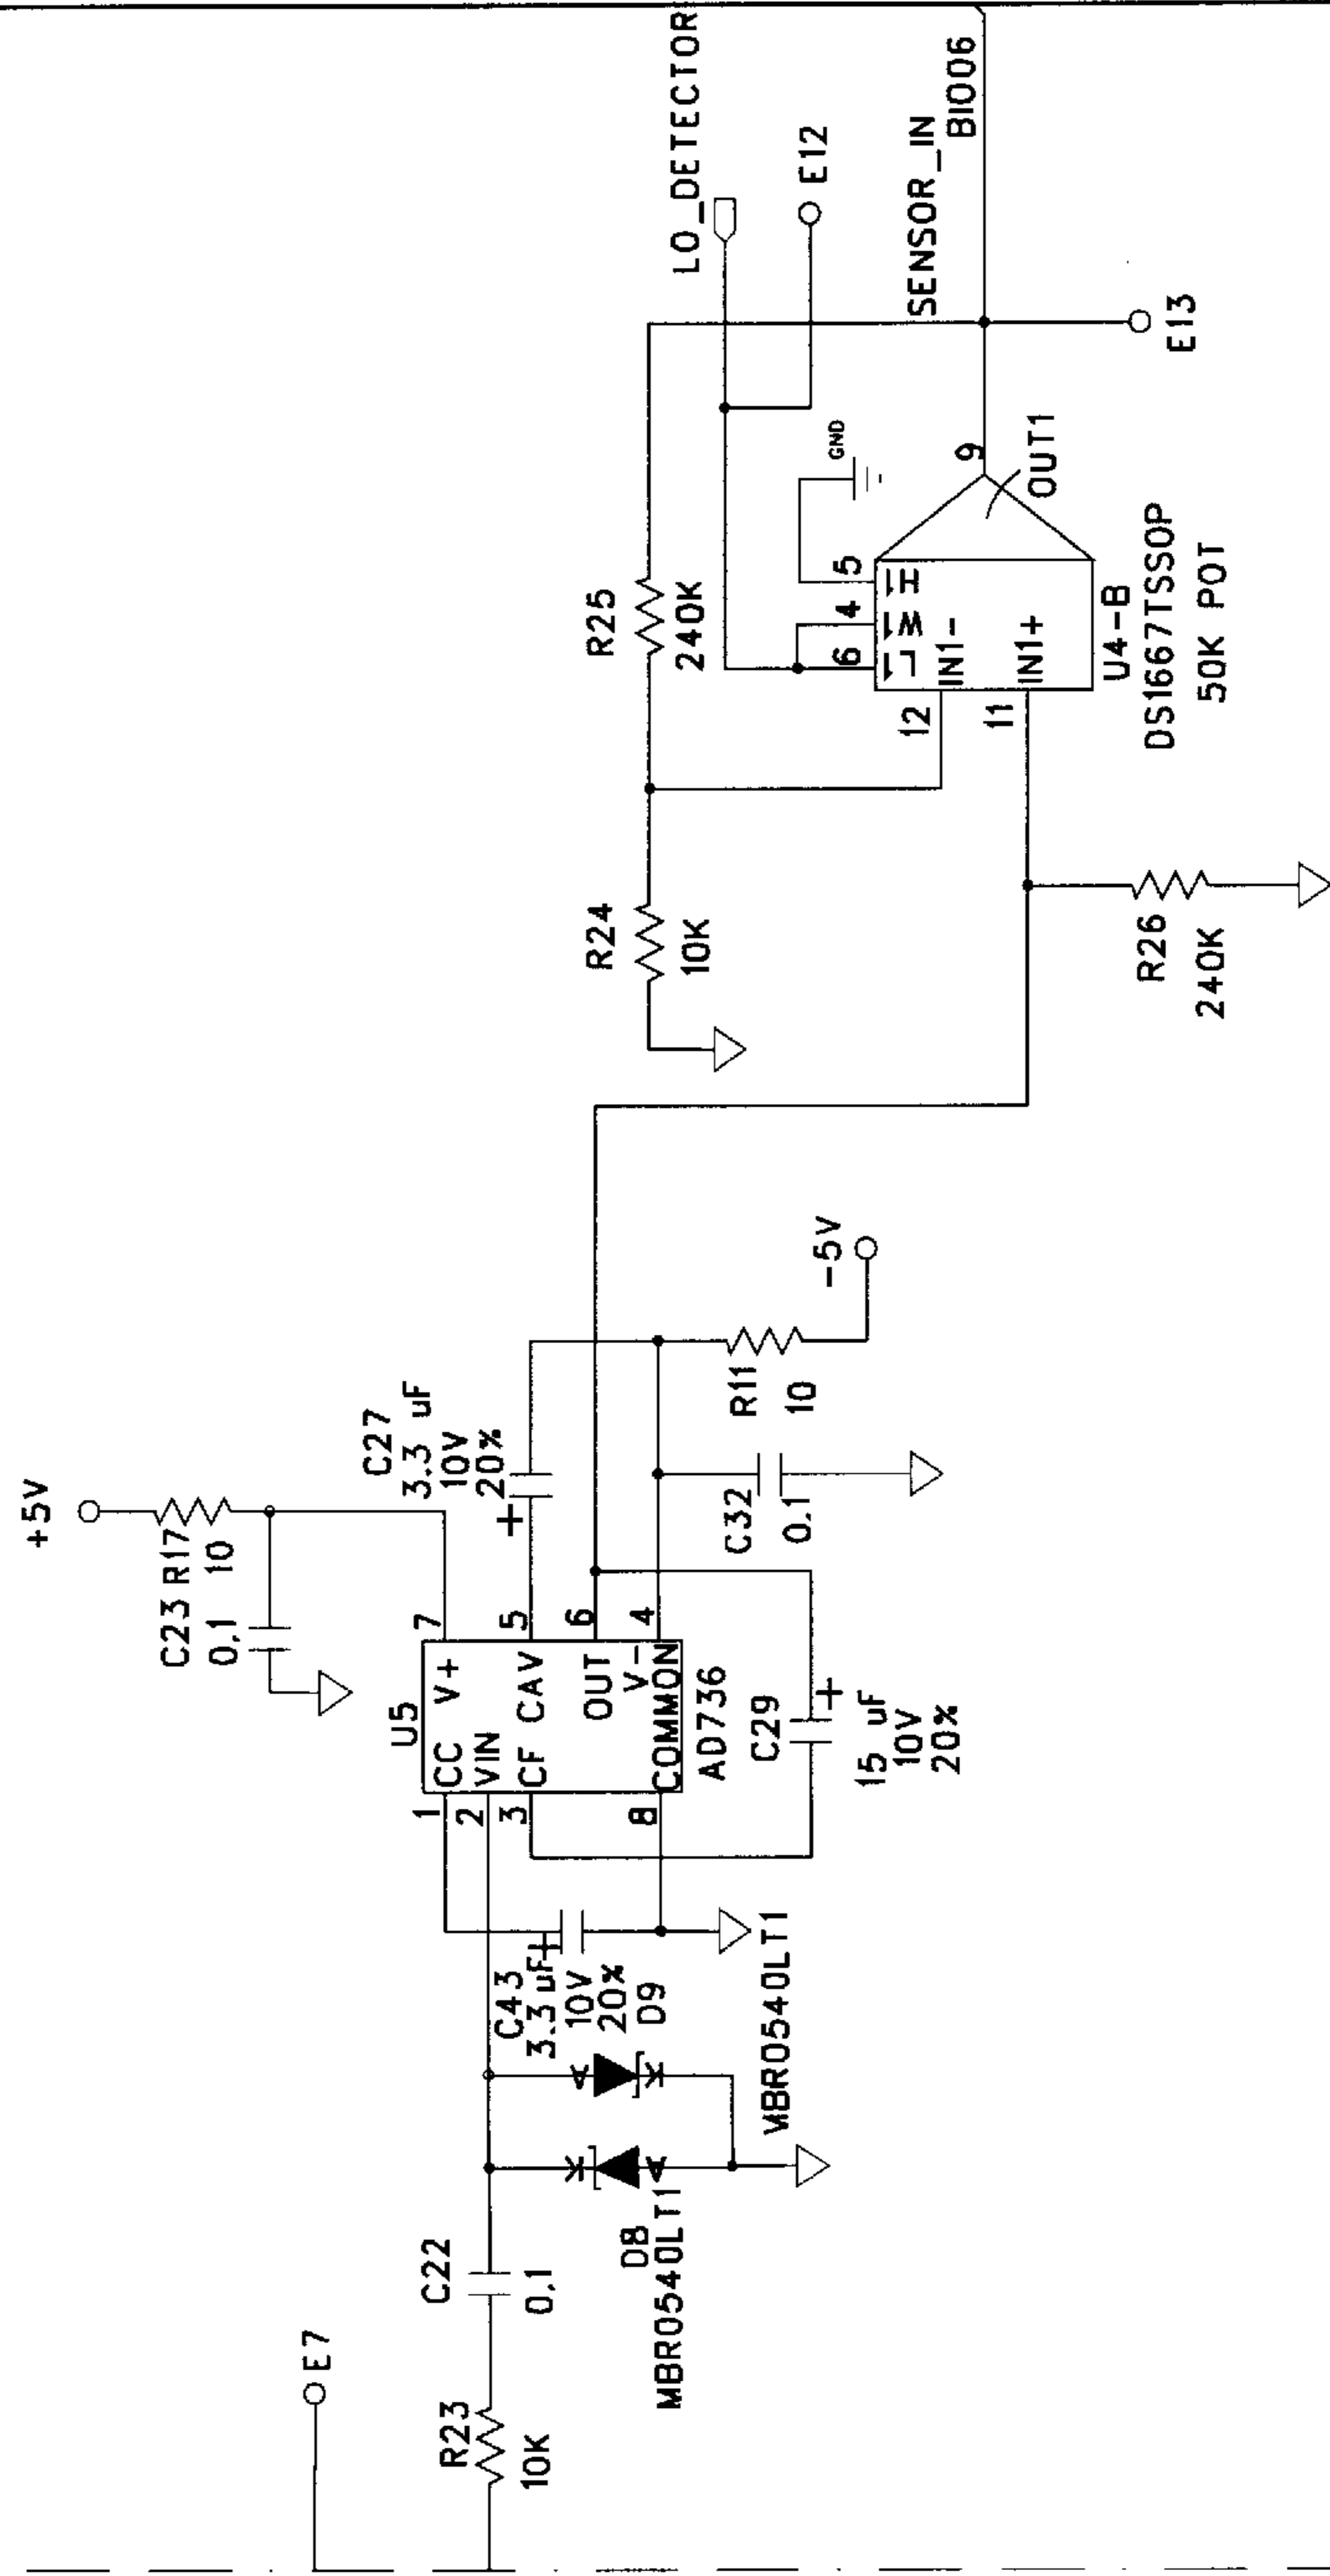 E7
R23
10K
C22
0.1
D8
MBR0540LT1
K
A
A
K
D9
MBR0540LT1
C43
3.3 uF
10V
20%
+
+5V
R17
10
C23
0.1
U5
1
2
3
8
CC
VIN
CF
COMMON
V+
CAV
OUT
V-
7
5
6
4
AD736
C29
+
15 uF
10V
20%
C27
3.3 uF
10V
20%
+
C32
0.1
R11
10
-5V
R24
10K
R25
240K
R26
240K
12
11
IN1-
IN1+
L1
W1
H1
6
4
5
GND
9
OUT1
U4-B
DS1667TSSOP
50K POT
LO_DETECTOR
E12
SENSOR_IN
BIO06
E13